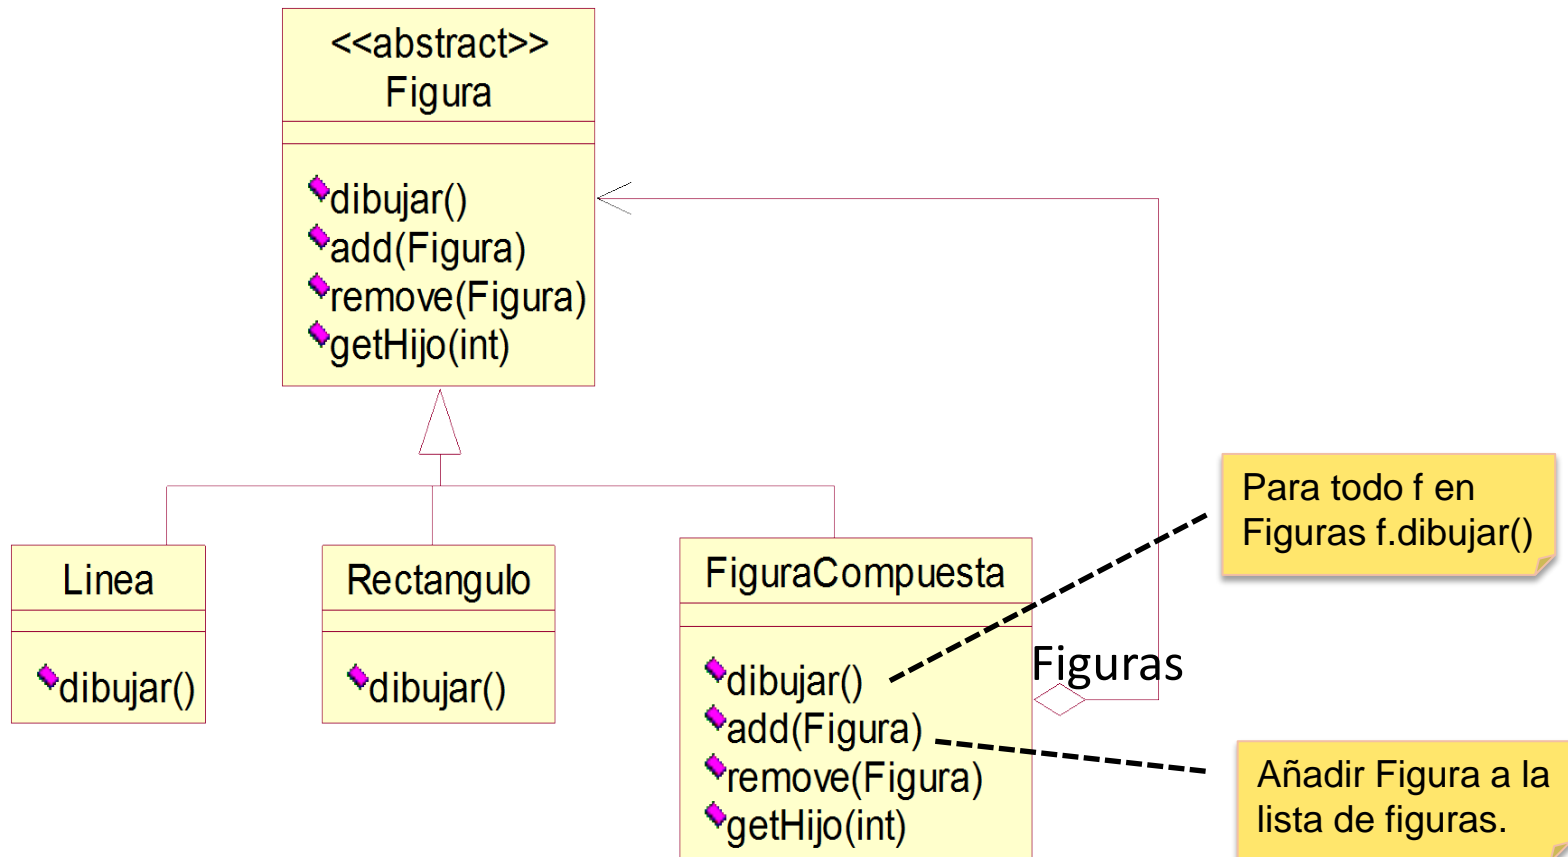 <<abstract>>
Figura
dibujar()
add(Figura)
remove(Figura)
getHijo(int)
Linea
dibujar()
Rectangulo
dibujar()
FiguraCompuesta
dibujar()
add(Figura)
remove(Figura)
getHijo(int)
Figuras
Para todo f en
Figuras f.dibujar()
Añadir Figura a la
lista de figuras.